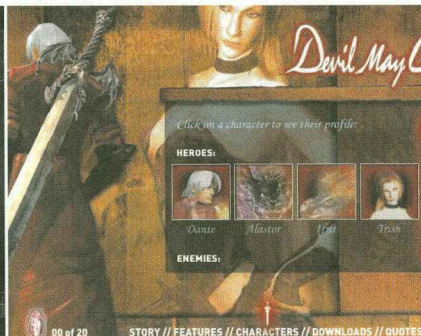 Devil May C
Click on a character to see their profile:
HEROES:
Dante Alastor Ifrit Trish
ENEMIES:
00 of 20 STORY // FEATURES // CHARACTERS // DOWNLOADS // QUOTES